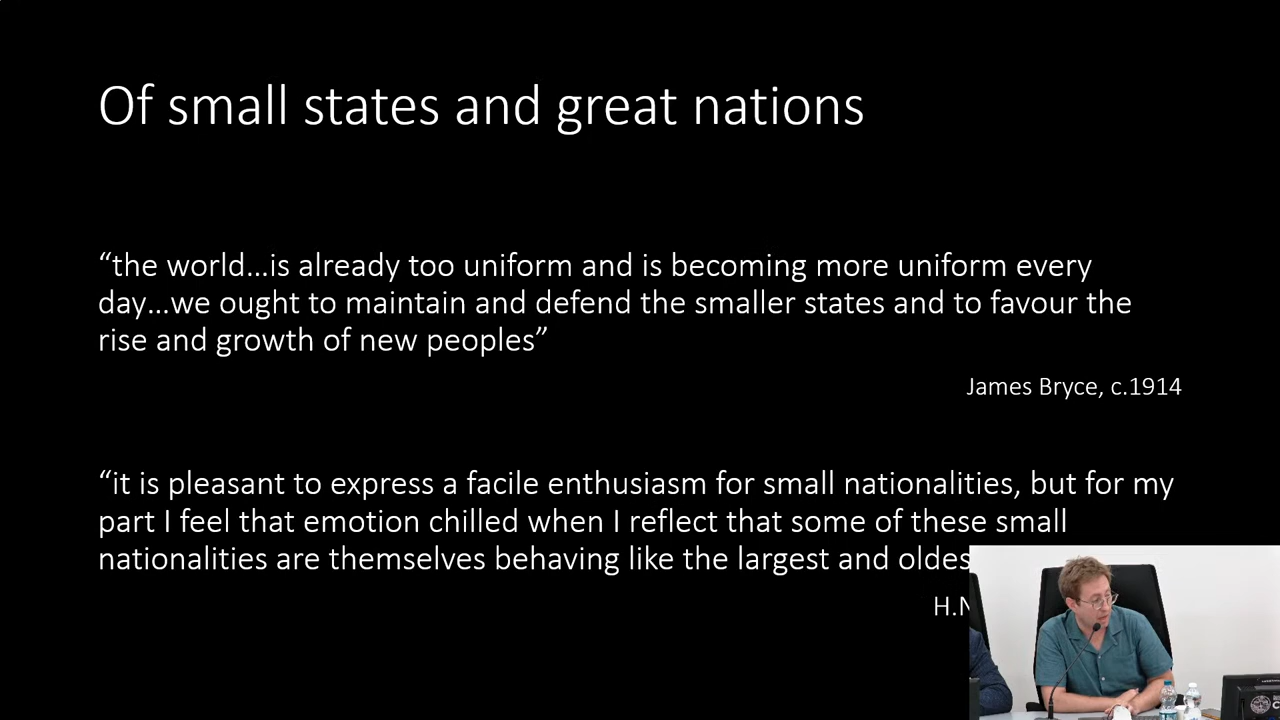 Of small states and great nations
“the world…is already too uniform and is becoming more uniform every
day…we ought to maintain and defend the smaller states and to favour the
rise and growth of new peoples”
James Bryce, c.1914
“it is pleasant to express a facile enthusiasm for small nationalities, but for my
part I feel that emotion chilled when I reflect that some of these small
nationalities are themselves behaving like the largest and
H.N